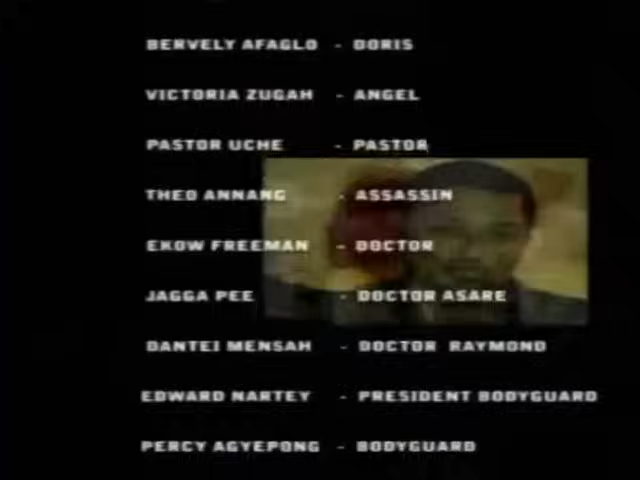 BERVELY AFAGLO - DORIS
VICTORIA ZUGAH - ANGEL
PASTOR UCHE - PASTOR
THEO ANNANG - ASSASSIN
EKOW FREEMAN - DOCTOR
JAGGA PEE - DOCTOR ASARE
DANTEI MENSAH - DOCTOR RAYMOND
EDWARD NARTEY - PRESIDENT BODYGUARD
PERCY AGYEPONG - BODYGUARD